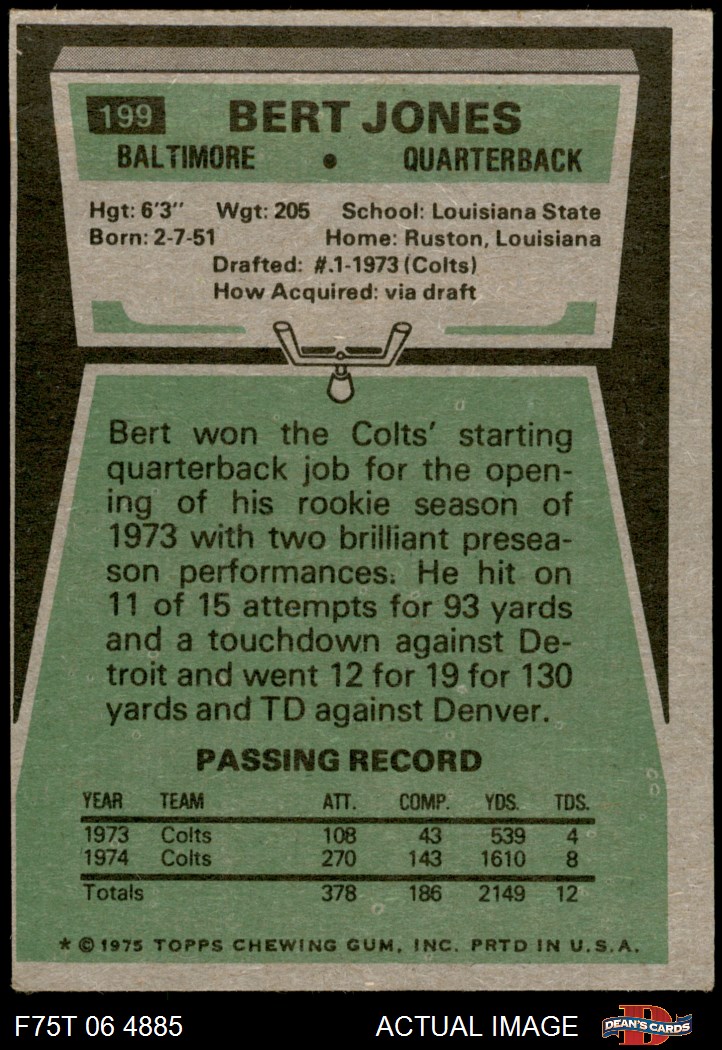 199 BERT JONES
BALTIMORE • QUARTERBACK
Hgt: 6'3" Wgt: 205 School: Louisiana State
Born: 2-7-51 Home: Ruston, Louisiana
Drafted: #.1-1973 (Colts)
How Acquired: via draft
Bert won the Colts' starting
quarterback job for the open-
ing of his rookie season of
1973 with two brilliant presea-
son performances. He hit on
11 of 15 attempts for 93 yards
and a touchdown against De-
troit and went 12 for 19 for 130
yards and TD against Denver.
PASSING RECORD
YEAR TEAM ATT. COMP. YDS. TDS.
1973 Colts 108 43 539 4
1974 Colts 270 143 1610 8
Totals 378 186 2149 12
* © 1975 TOPPS CHEWING GUM, INC. PRTD IN U.S.A.
F75T 06 4885 ACTUAL IMAGE D DEAN'S CARDS